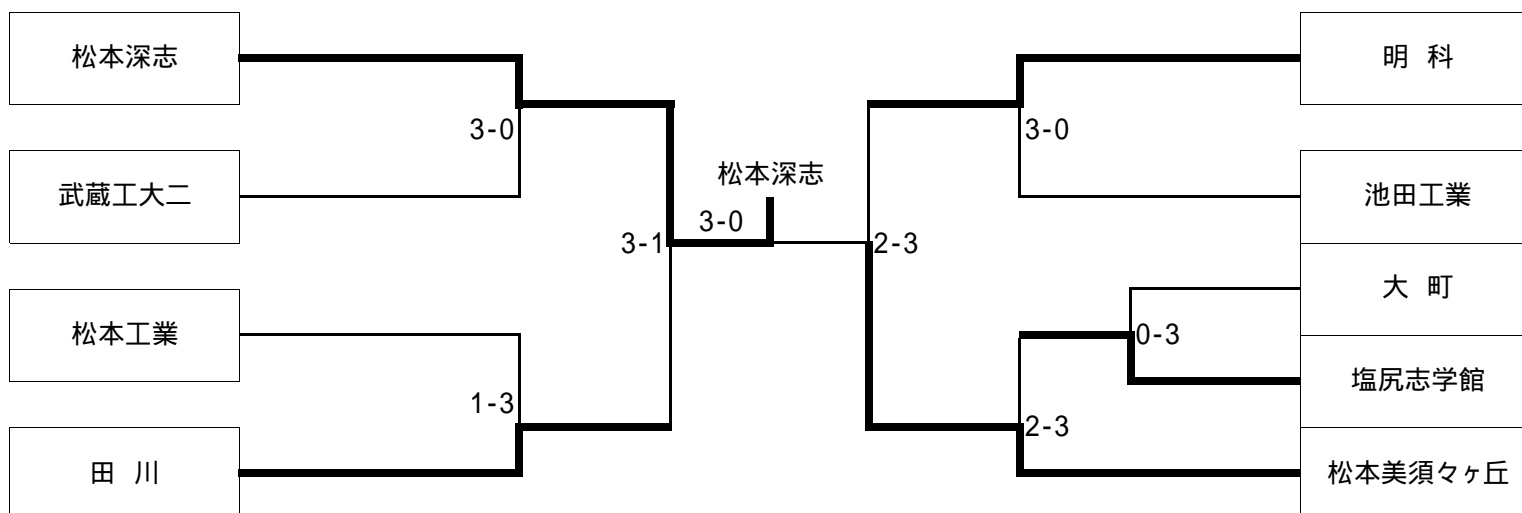 松本深志
明 科
3-0
3-0
松本深志
武蔵工大二
池田工業
3-0
3-1
2-3
大 町
松本工業
0-3
塩尻志学館
1-3
2-3
田 川
松本美須々ヶ丘